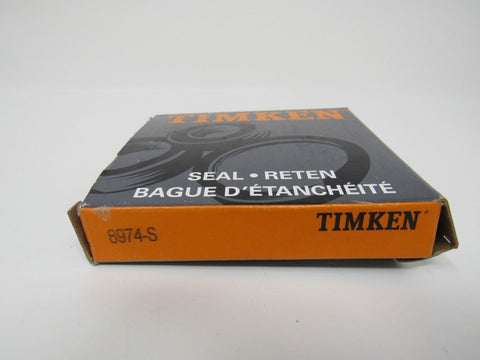 TIMKEN
SEAL • RETEN
BAGUE D'ÉTANCHÉITÉ
8974-S
TIMKEN®